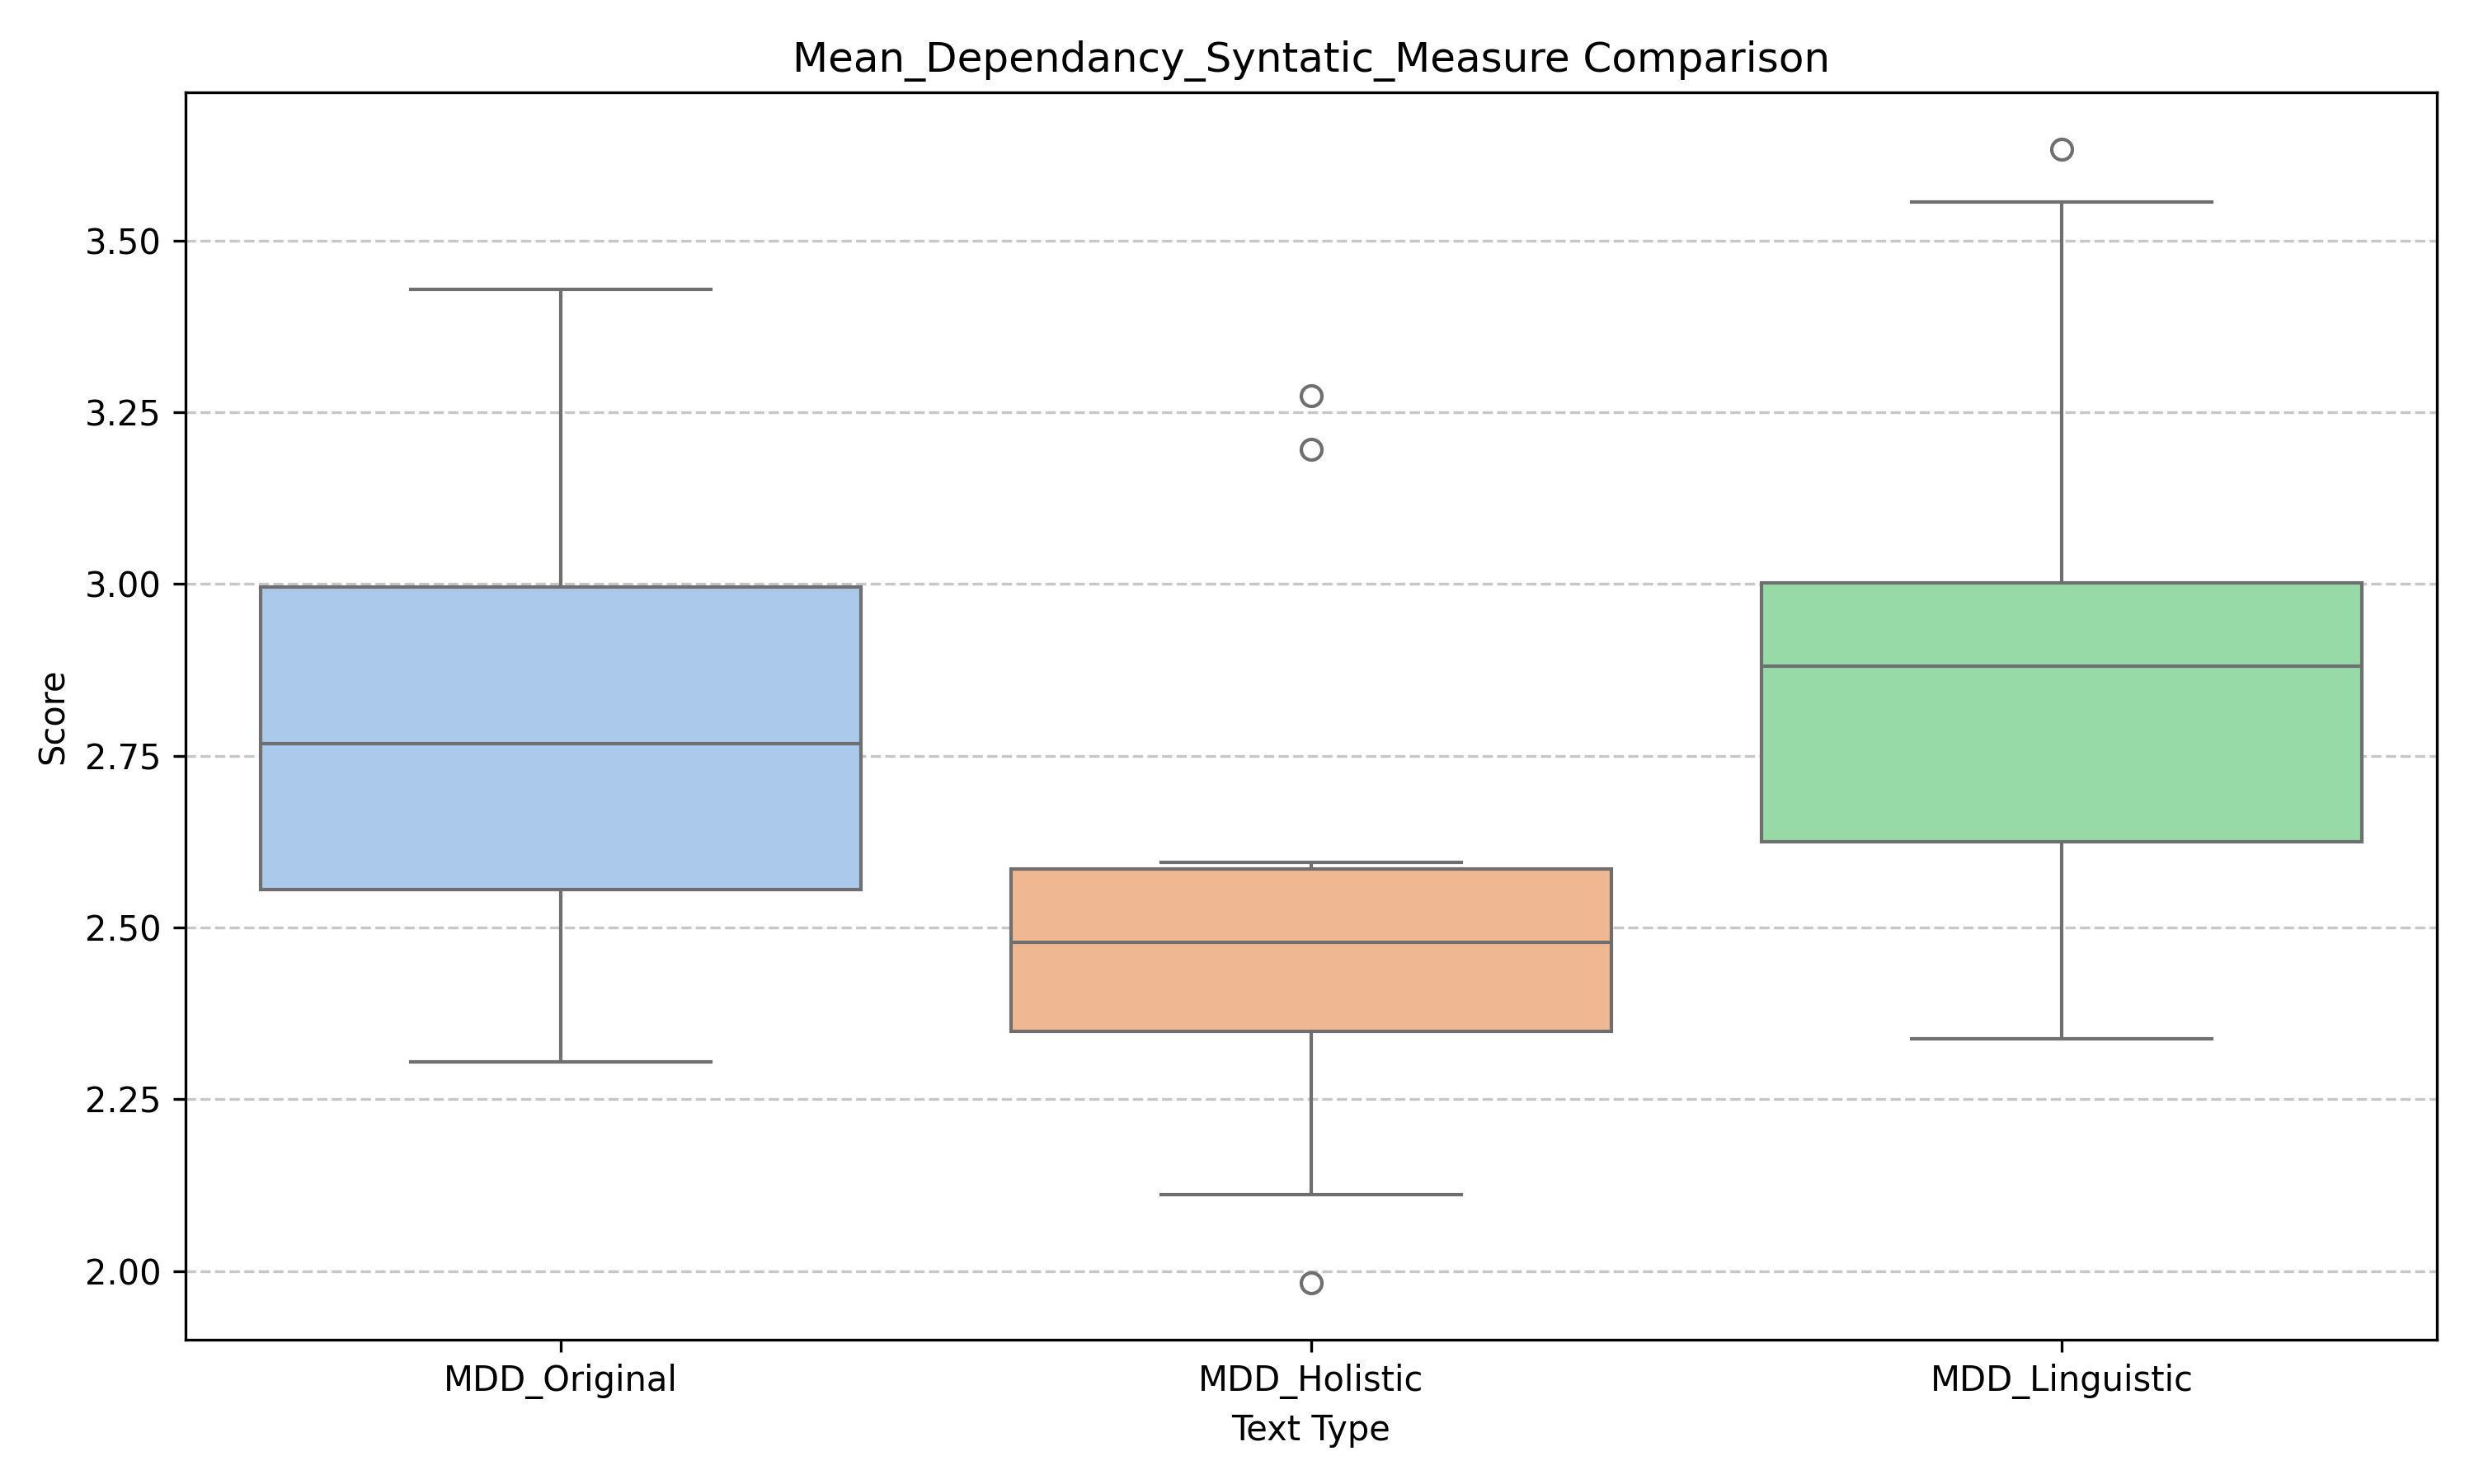 Mean_Dependancy_Syntatic_Measure Comparison
Score
3.50
3.25
3.00
2.75
2.50
2.25
2.00
MDD_Original
MDD_Holistic
MDD_Linguistic
Text Type